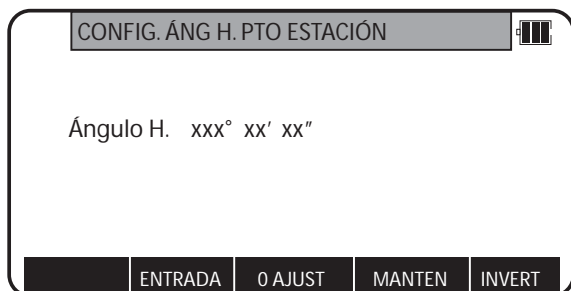 CONFIG. ÁNG H. PTO ESTACIÓN
Ángulo H. xxx° xx′ xx″
ENTRADA 0 AJUST MANTEN INVERT